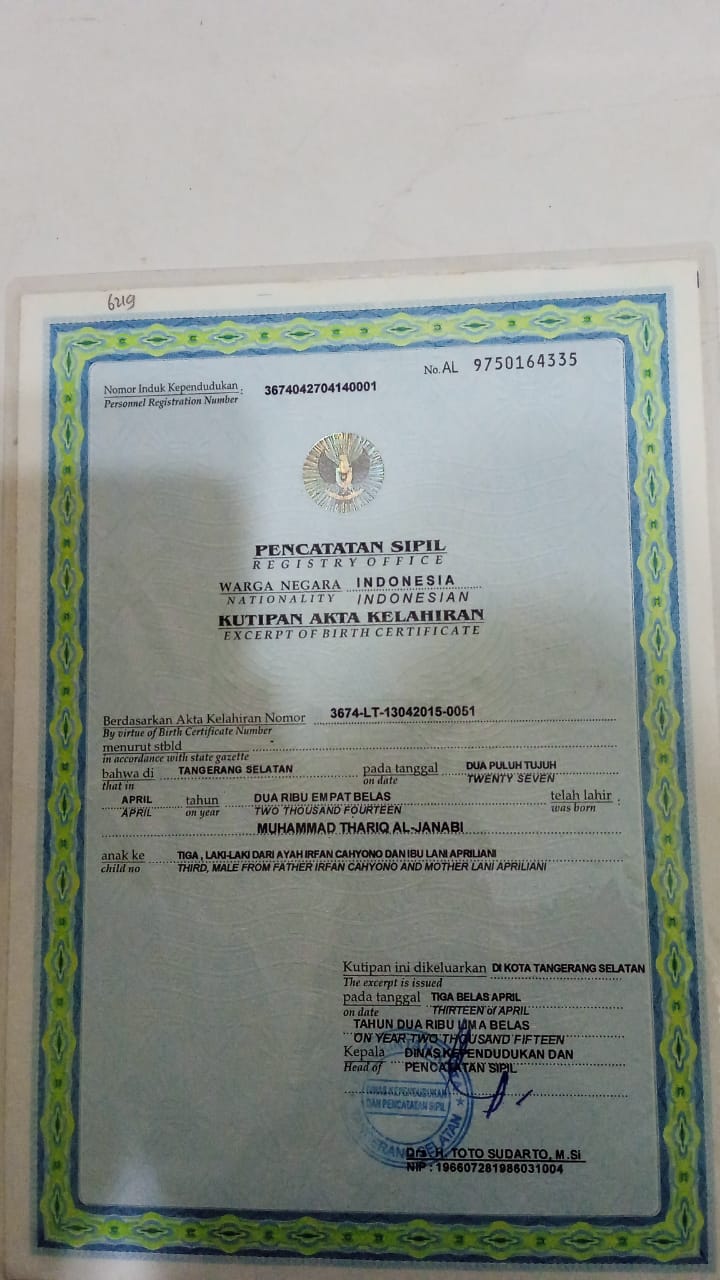 6219
No. AL 9750164335
Nomor Induk Kependudukan : 3674042704140001
Personnel Registration Number
PENCATATAN SIPIL
REGISTRY OFFICE
WARGA NEGARA INDONESIA
NATIONALITY INDONESIAN
KUTIPAN AKTA KELAHIRAN
EXCERPT OF BIRTH CERTIFICATE
Berdasarkan Akta Kelahiran Nomor 3674-LT-13042015-0051
By virtue of Birth Certificate Number
menurut stbld -
in accordance with state gazette
bahwa di TANGERANG SELATAN pada tanggal DUA PULUH TUJUH
that in on date TWENTY SEVEN
APRIL tahun DUA RIBU EMPAT BELAS telah lahir :
APRIL on year TWO THOUSAND FOURTEEN was born
MUHAMMAD THARIQ AL-JANABI
anak ke TIGA , LAKI-LAKI DARI AYAH IRFAN CAHYONO DAN IBU LANI APRILIANI
child no THIRD, MALE FROM FATHER IRFAN CAHYONO AND MOTHER LANI APRILIANI
Kutipan ini dikeluarkan DI KOTA TANGERANG SELATAN
The excerpt is issued
pada tanggal TIGA BELAS APRIL
on date THIRTEEN of APRIL
TAHUN DUA RIBU LIMA BELAS
ON YEAR TWO THOUSAND FIFTEEN
Kepala DINAS KEPENDUDUKAN DAN
Head of PENCATATAN SIPIL
DINAS KEPENDUDUKAN
DAN PENCATATAN SIPIL
TANGERANG SELATAN
Drs. H. TOTO SUDARTO, M.Si
NIP : 196607281986031004